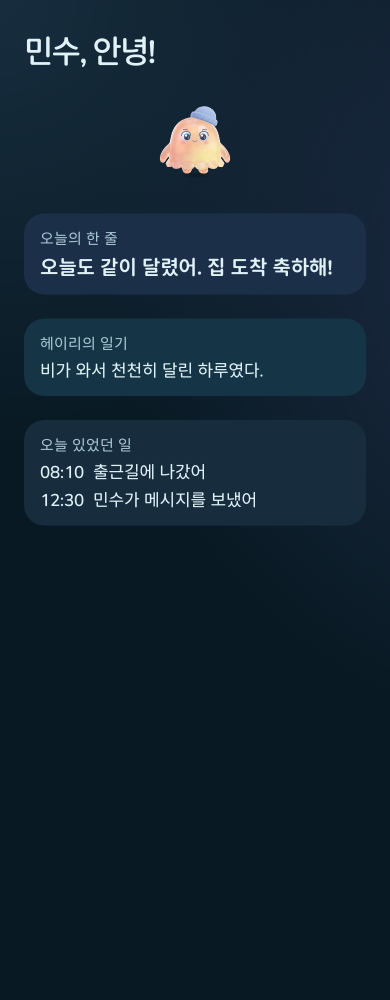 민수, 안녕!
오늘의 한 줄
오늘도 같이 달렸어. 집 도착 축하해!
헤이리의 일기
비가 와서 천천히 달린 하루였다.
오늘 있었던 일
08:10 출근길에 나갔어
12:30 민수가 메시지를 보냈어